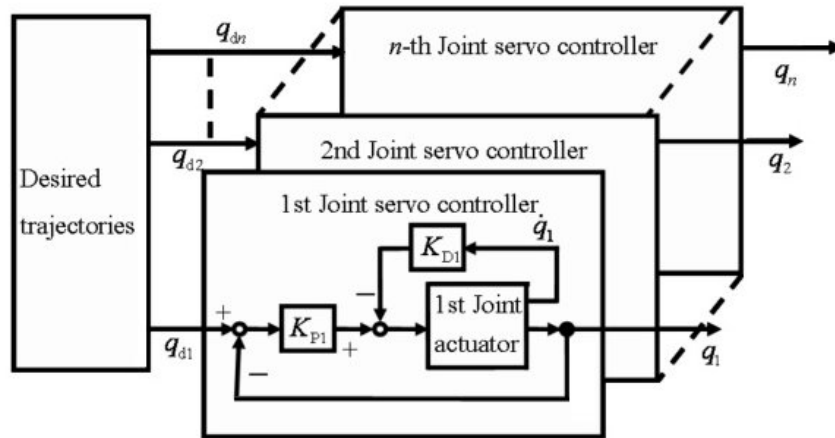 q_dn
n-th Joint servo controller
q_n
q_d2
2nd Joint servo controller
q_2
Desired
trajectories
1st Joint servo controller
q̇_1
K_D1
−
+
K_P1
+
1st Joint
actuator
q_d1
−
q_1